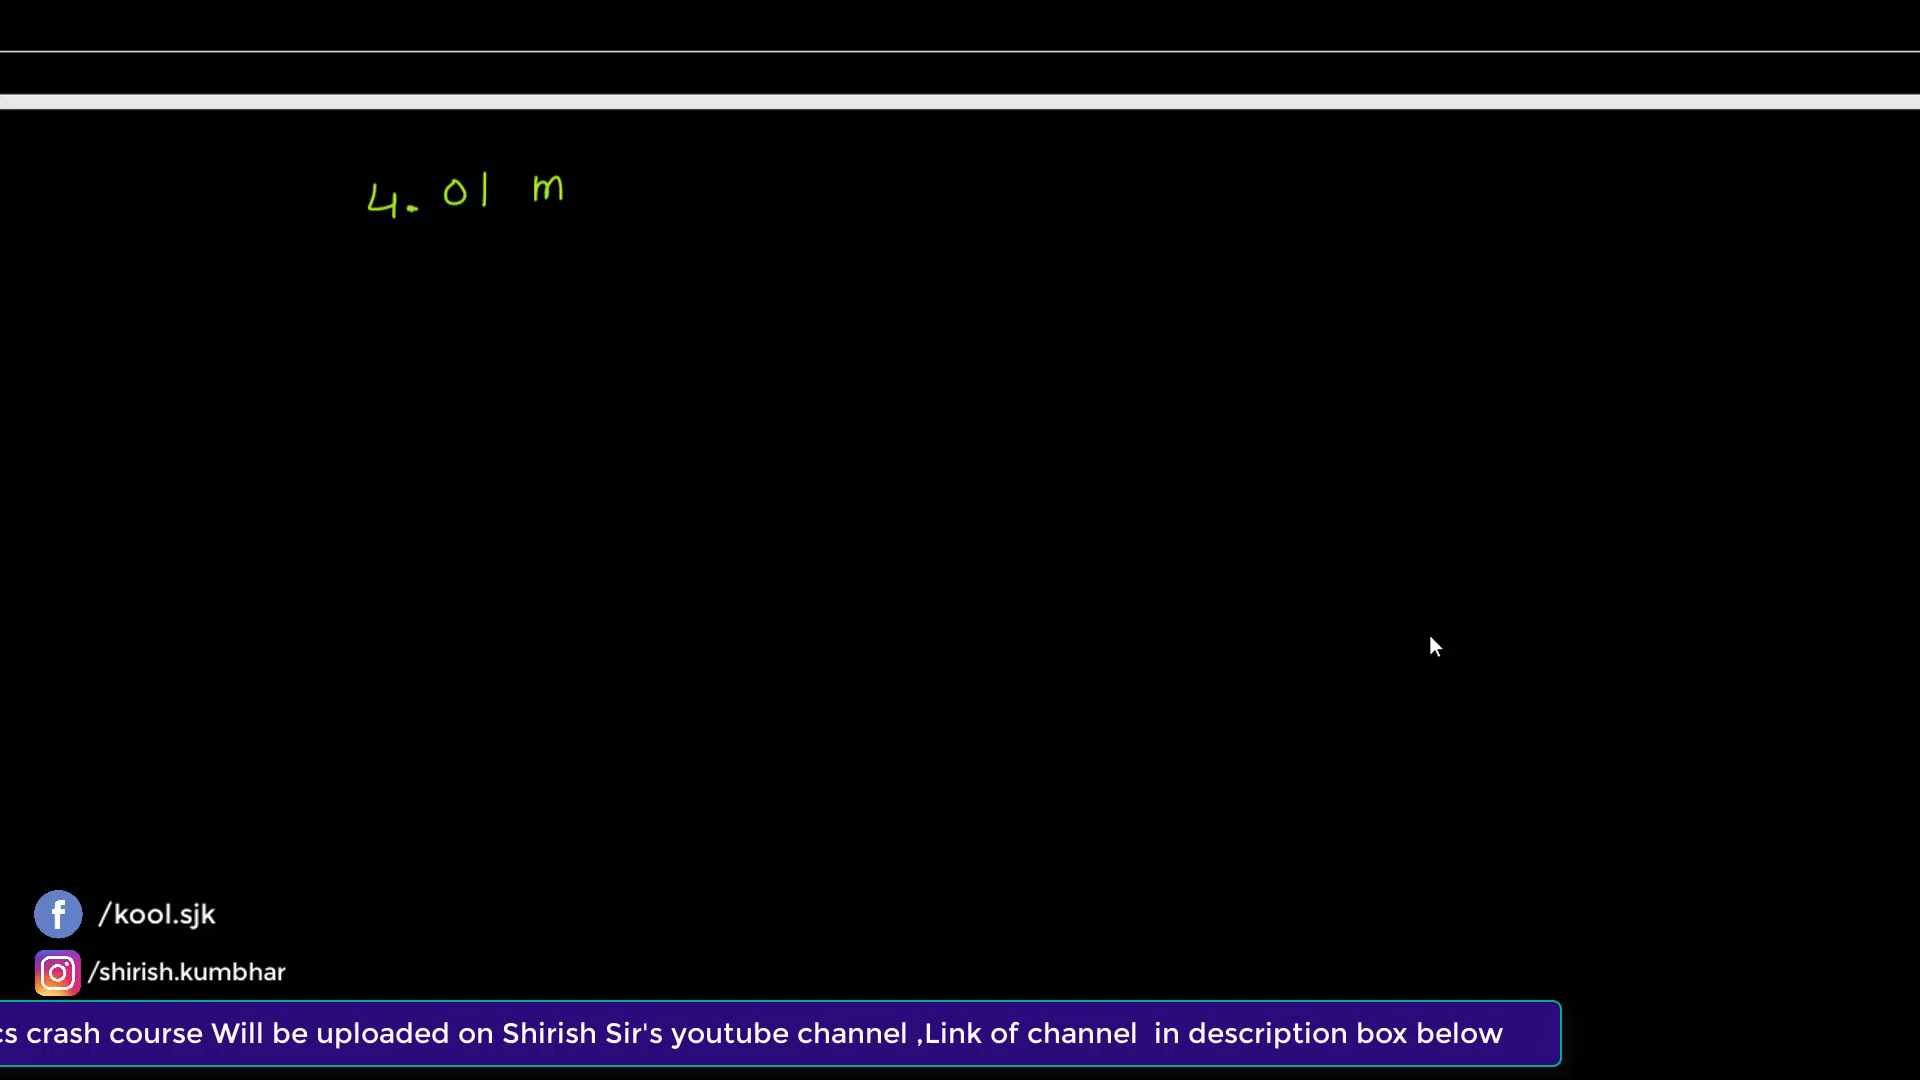 4.01 m
/kool.sjk
/shirish.kumbhar
crash course Will be uploaded on Shirish Sir's youtube channel ,Link of channel in description box below